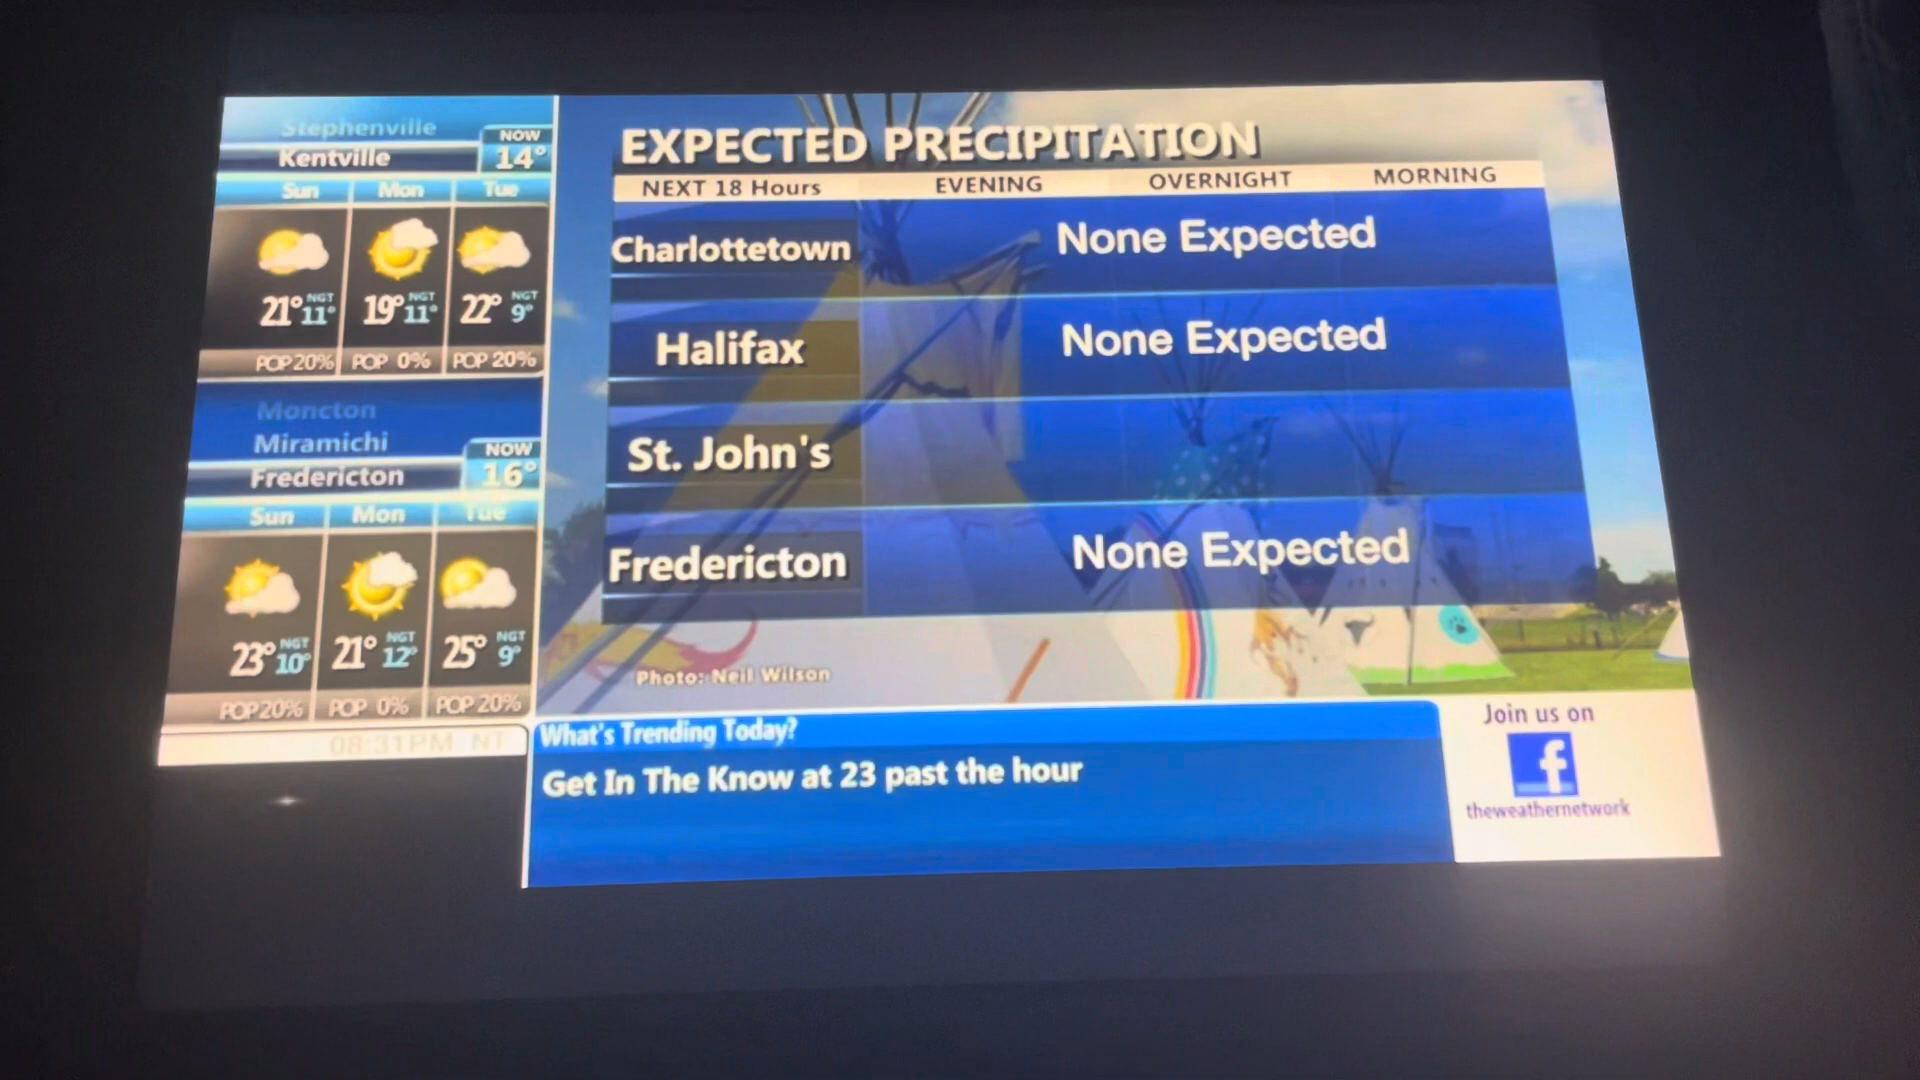 Stephenville
Kentville
NOW
14°
Sun Mon Tue
21° NGT 11° 19° NGT 11° 22° NGT 9°
POP 20% POP 0% POP 20%
Moncton
Miramichi
Fredericton
NOW
16°
Sun Mon Tue
23° NGT 10° 21° NGT 12° 25° NGT 9°
POP 20% POP 0% POP 20%
08:31PM NT
EXPECTED PRECIPITATION
NEXT 18 Hours EVENING OVERNIGHT MORNING
Charlottetown None Expected
Halifax None Expected
St. John's
Fredericton None Expected
Photo: Neil Wilson
What's Trending Today?
Get In The Know at 23 past the hour
Join us on
f
theweathernetwork